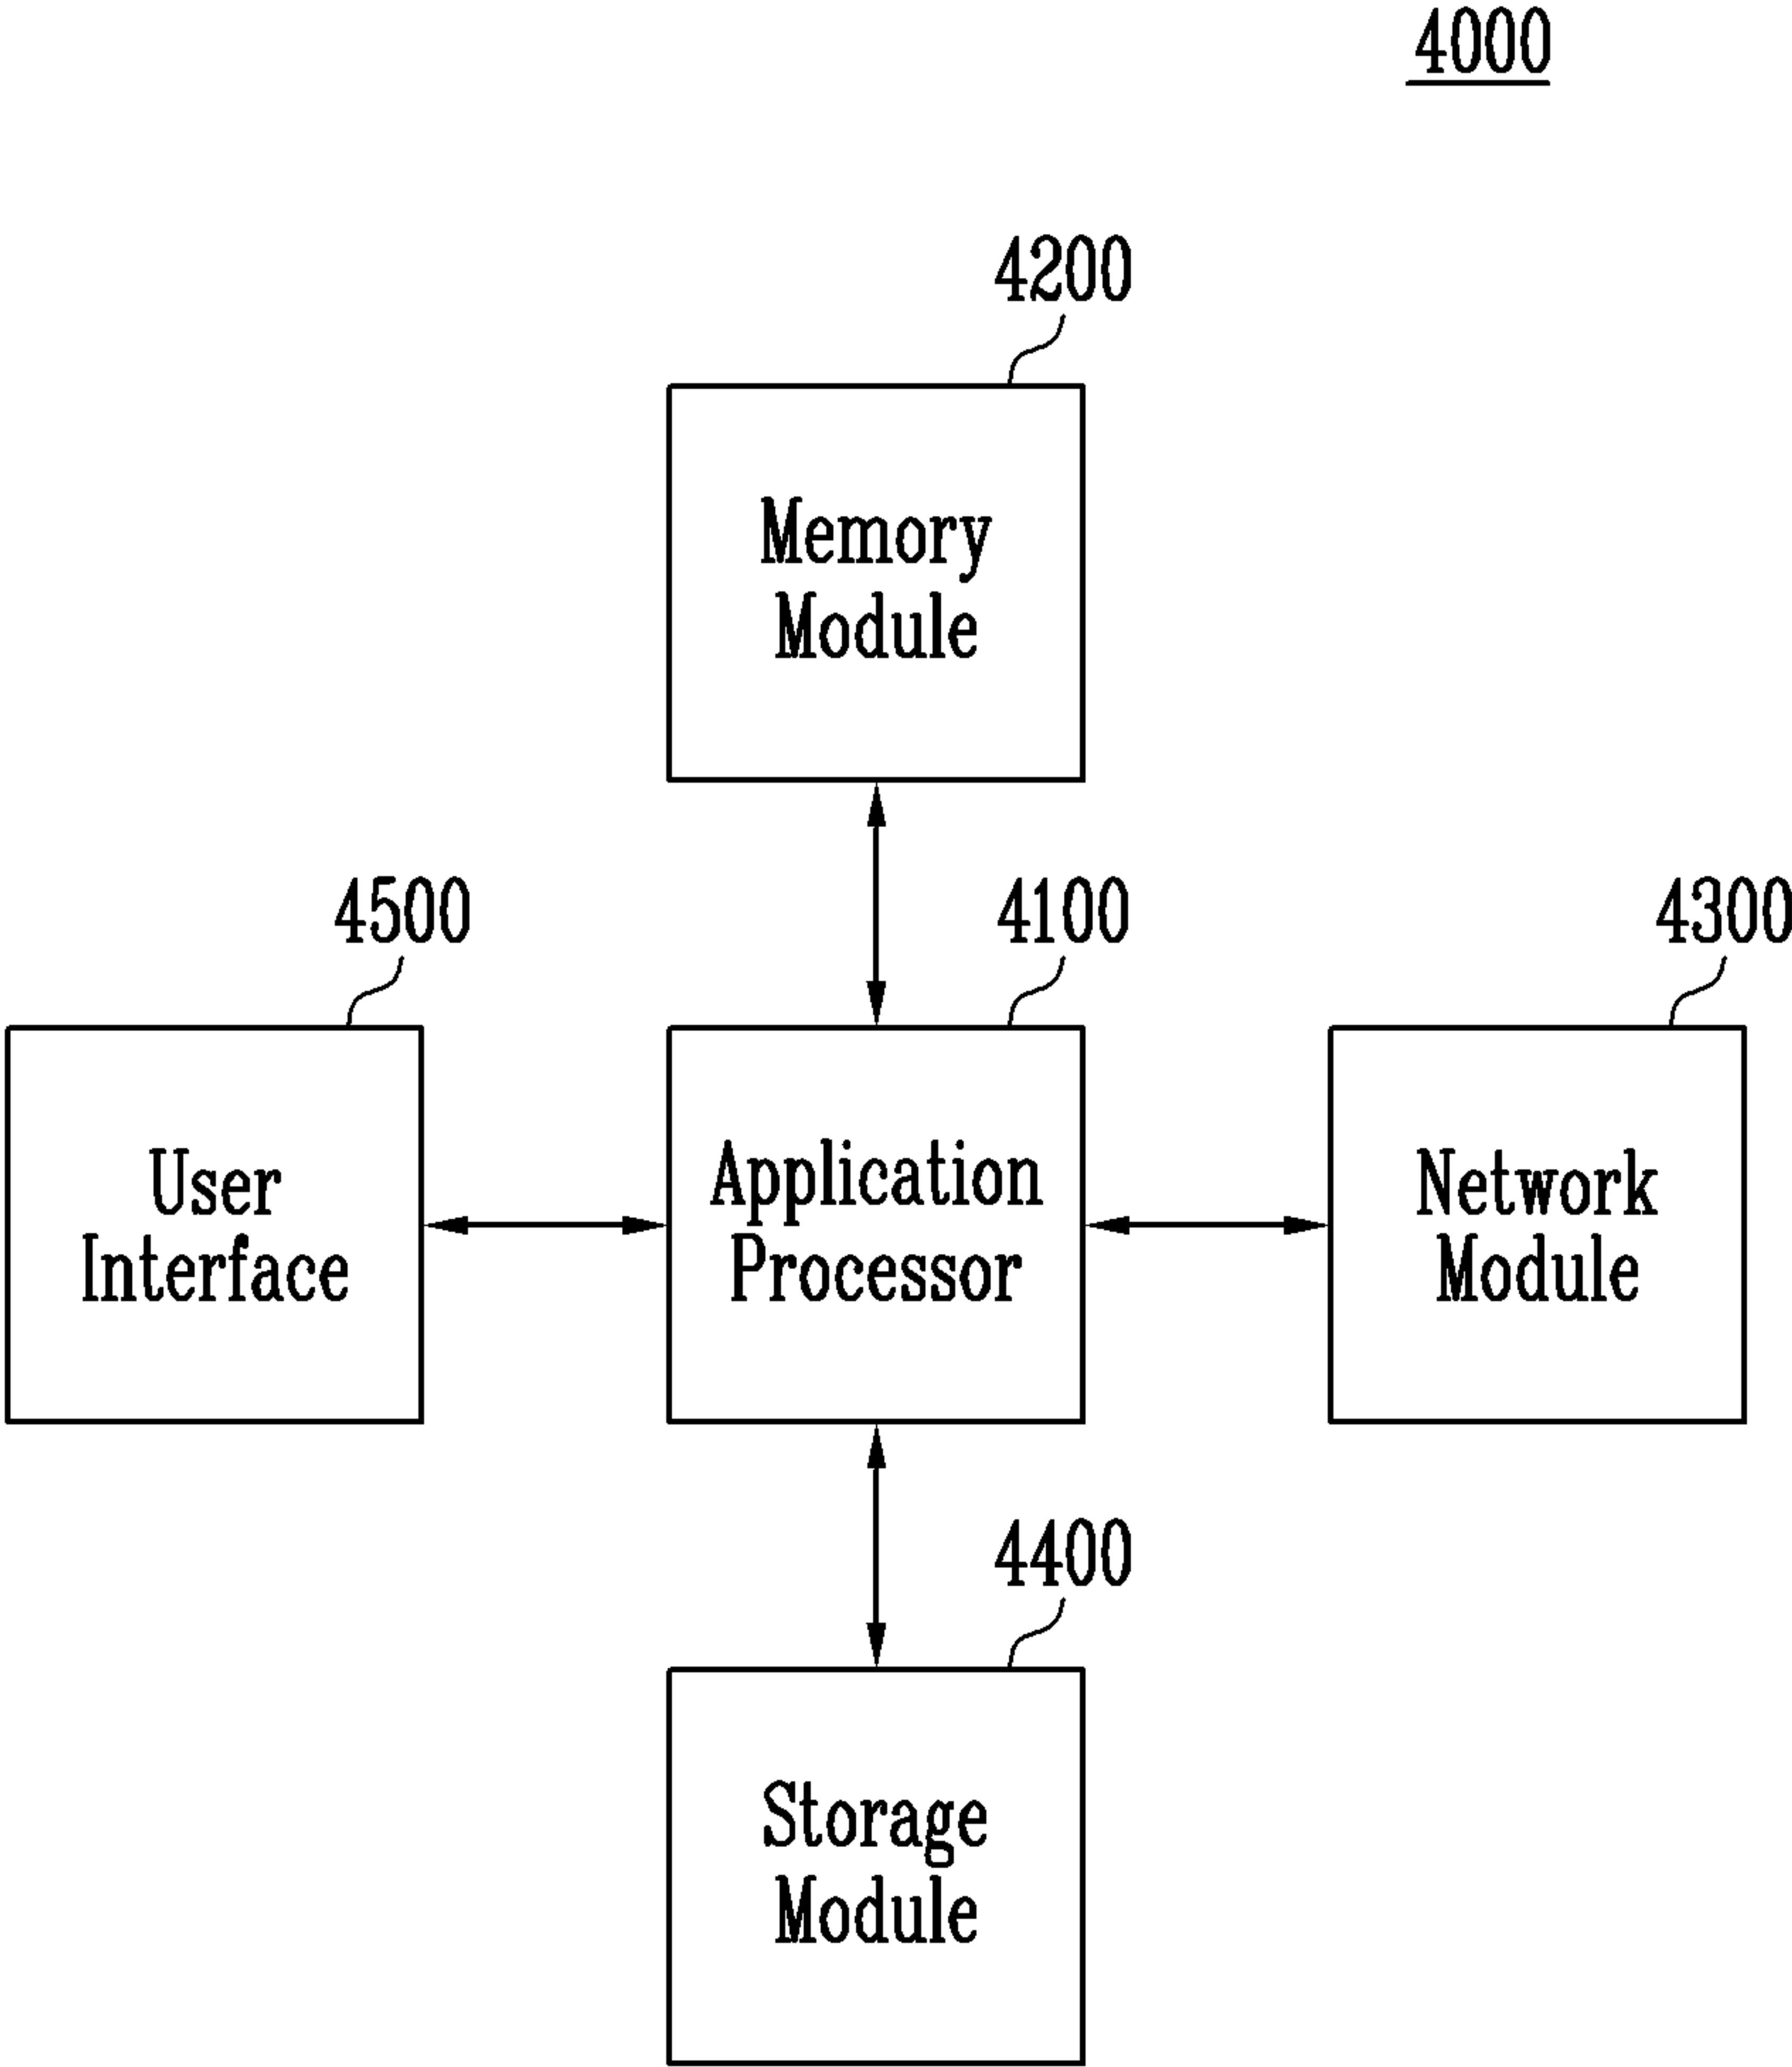 4000
4200
Memory
Module
4500
4100
4300
User
Interface
Application
Processor
Network
Module
4400
Storage
Module